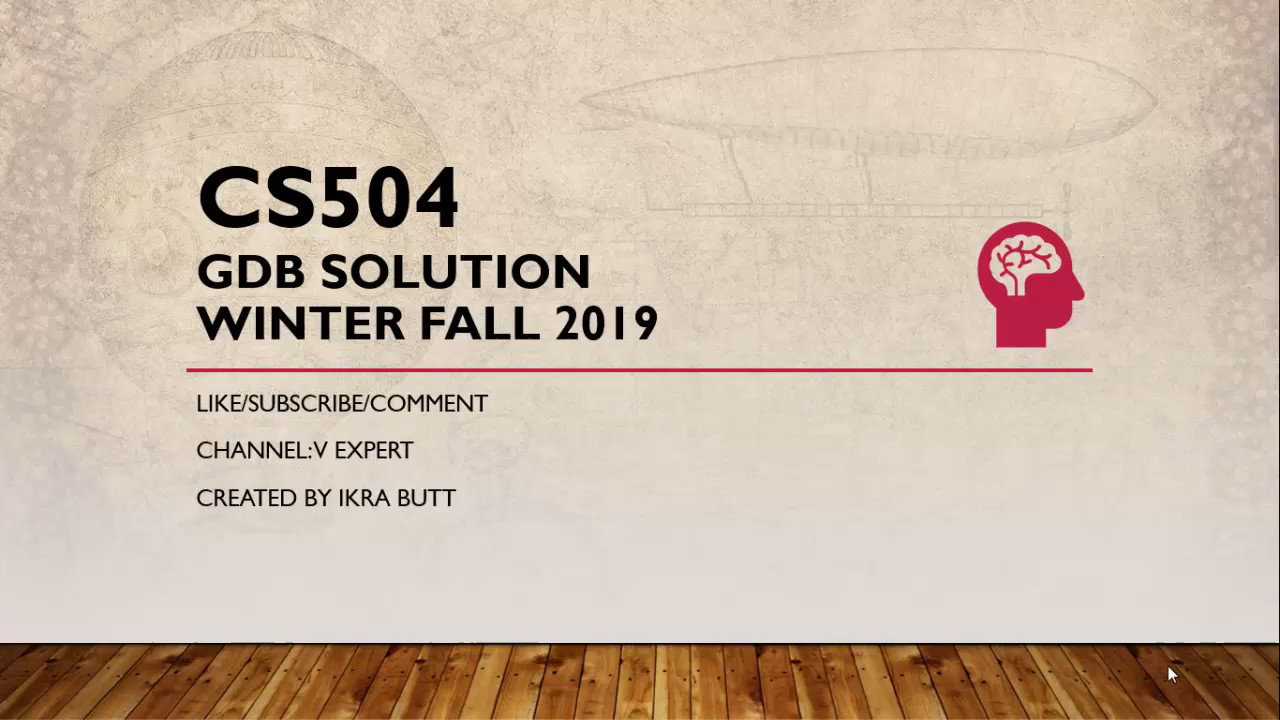 CS504
GDB SOLUTION
WINTER FALL 2019
LIKE/SUBSCRIBE/COMMENT
CHANNEL:V EXPERT
CREATED BY IKRA BUTT